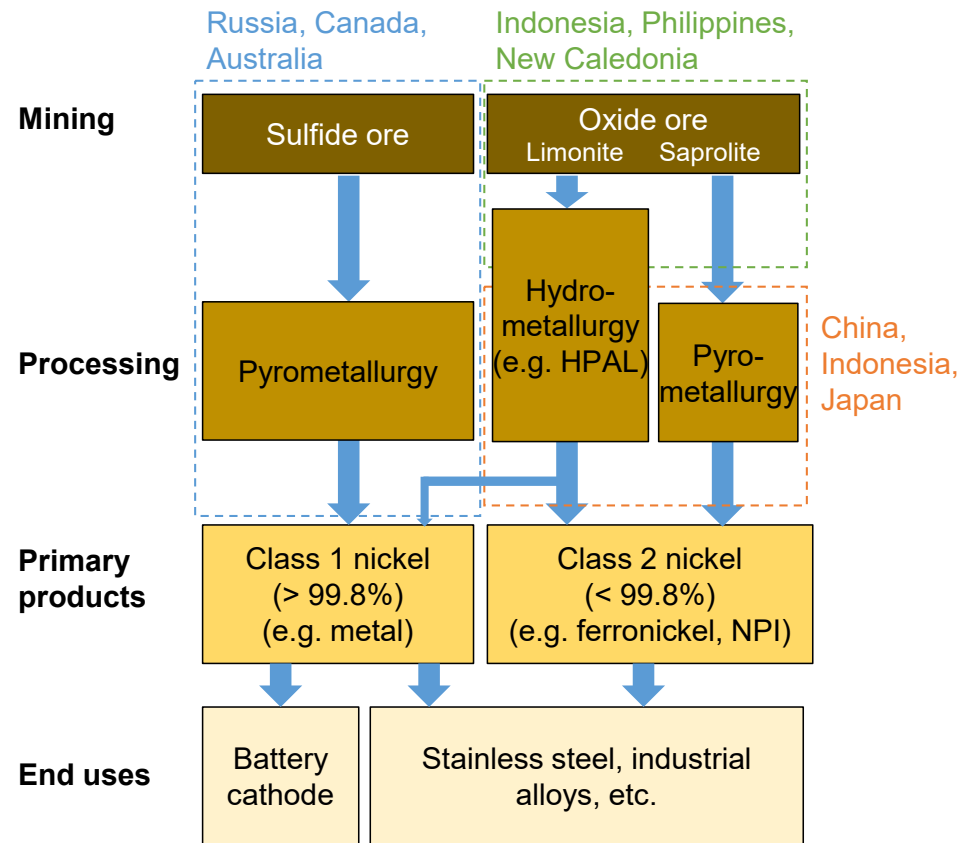 Russia, Canada,
Australia
Indonesia, Philippines,
New Caledonia
Mining
Sulfide ore
Oxide ore
Limonite Saprolite
Processing
Pyrometallurgy
Hydro-
metallurgy
(e.g. HPAL)
Pyro-
metallurgy
China,
Indonesia,
Japan
Primary
products
Class 1 nickel
(> 99.8%)
(e.g. metal)
Class 2 nickel
(< 99.8%)
(e.g. ferronickel, NPI)
End uses
Battery
cathode
Stainless steel, industrial
alloys, etc.